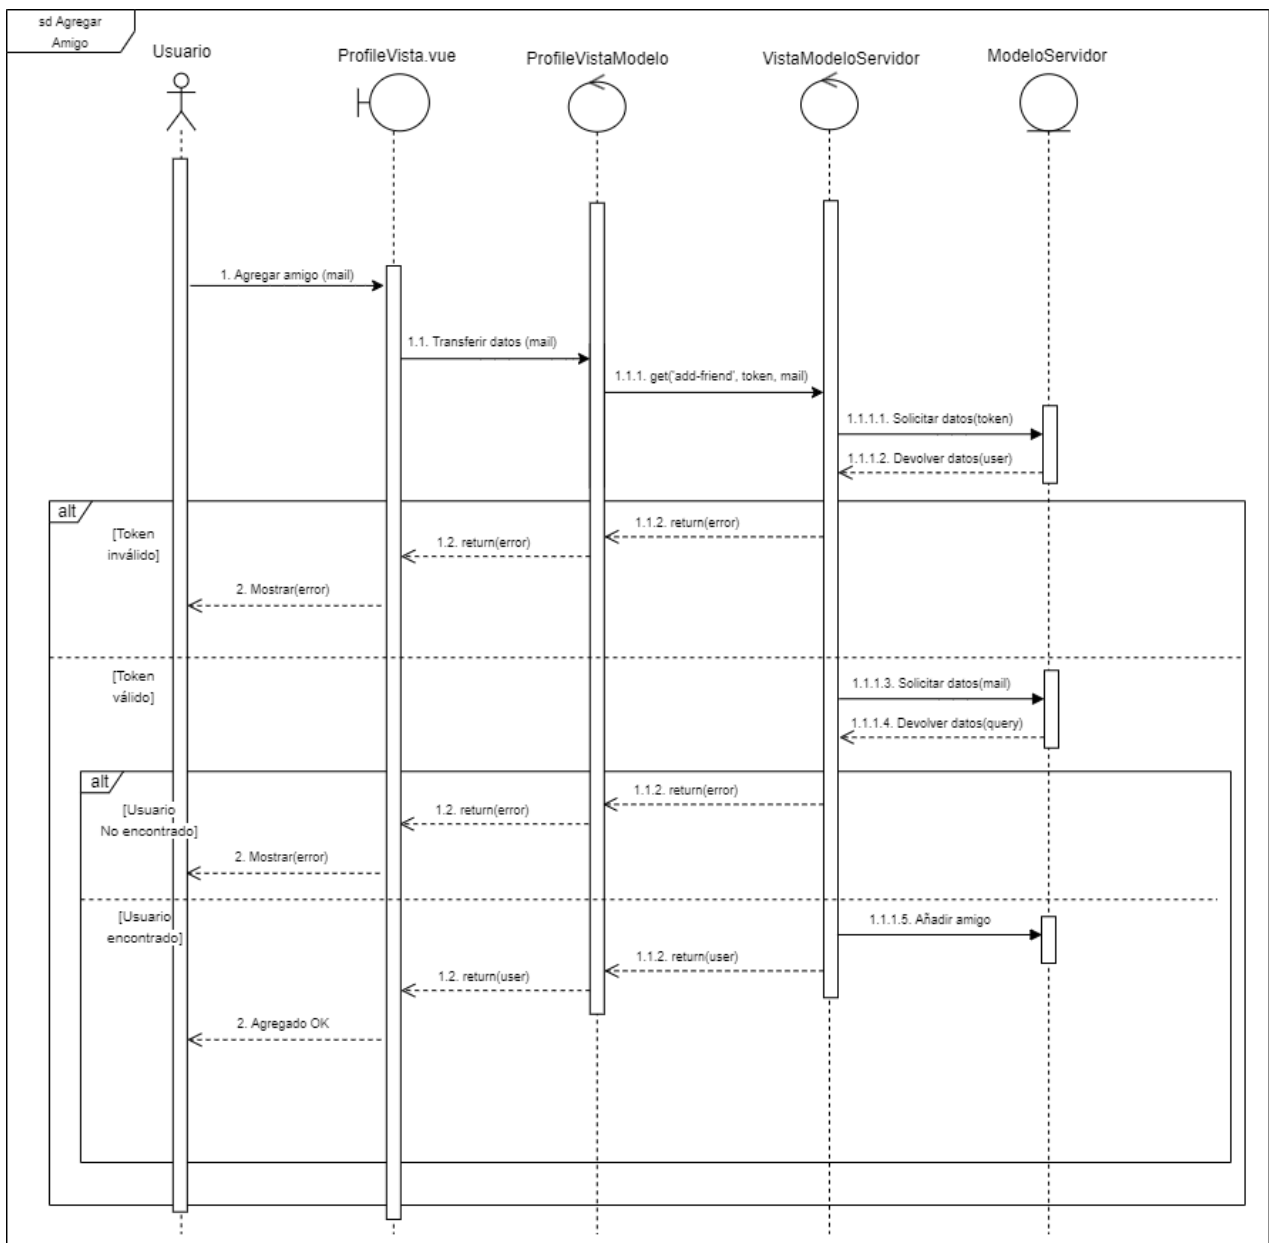 sd Agregar
Amigo
Usuario
ProfileVista.vue
ProfileVistaModelo
VistaModeloServidor
ModeloServidor
1. Agregar amigo (mail)
1.1. Transferir datos (mail)
1.1.1. get('add-friend', token, mail)
1.1.1.1. Solicitar datos(token)
1.1.1.2. Devolver datos(user)
alt
[Token
inválido]
1.1.2. return(error)
1.2. return(error)
2. Mostrar(error)
[Token
válido]
1.1.1.3. Solicitar datos(mail)
1.1.1.4. Devolver datos(query)
alt
[Usuario
No encontrado]
1.1.2. return(error)
1.2. return(error)
2. Mostrar(error)
[Usuario
encontrado]
1.1.1.5. Añadir amigo
1.1.2. return(user)
1.2. return(user)
2. Agregado OK